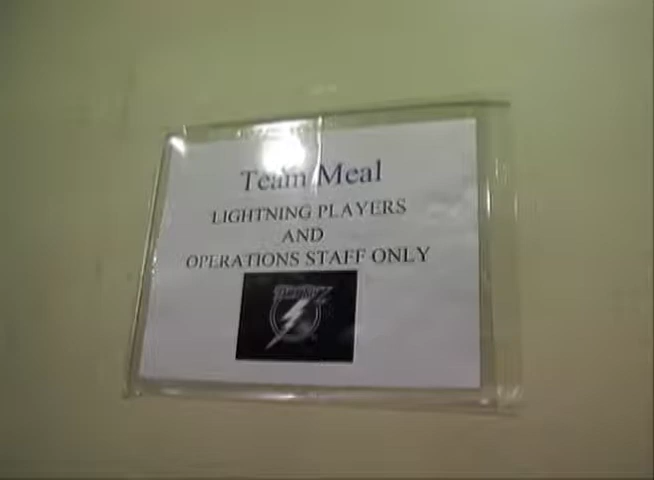 Team Meal
LIGHTNING PLAYERS
AND
OPERATIONS STAFF ONLY